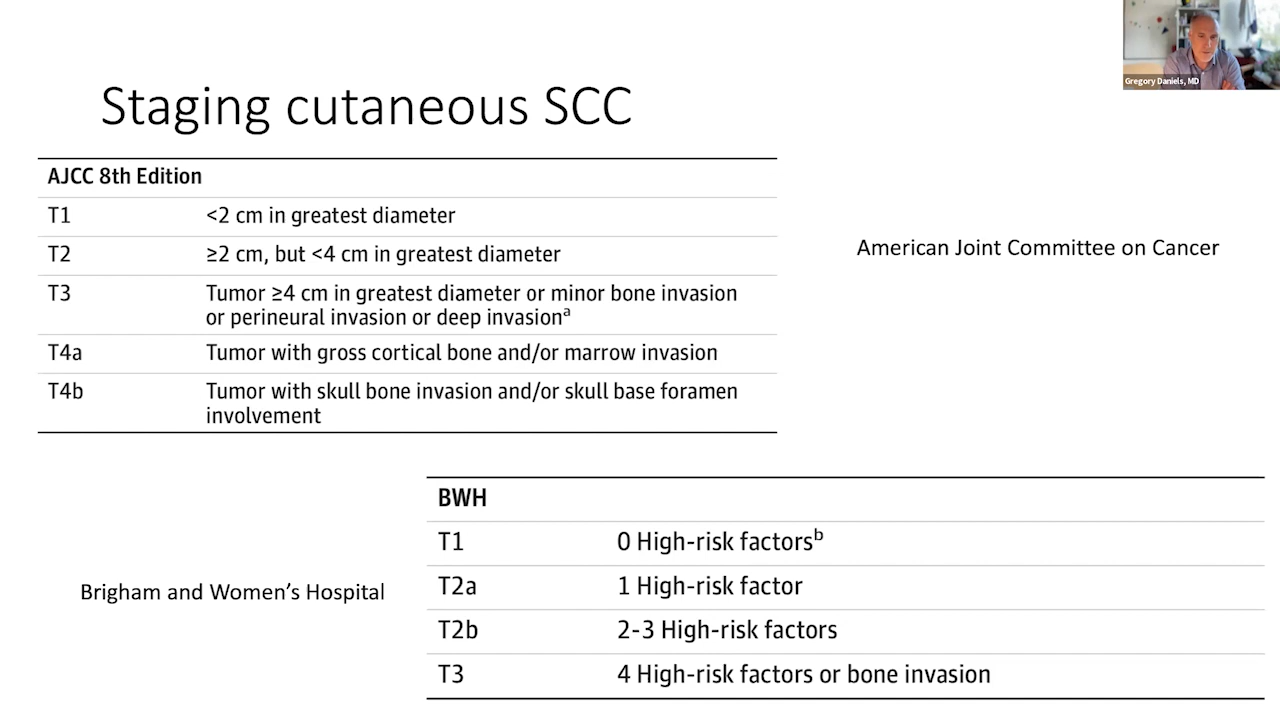 Gregory Daniels, MD
Staging cutaneous SCC
AJCC 8th Edition
T1 <2 cm in greatest diameter
T2 ≥2 cm, but <4 cm in greatest diameter
T3 Tumor ≥4 cm in greatest diameter or minor bone invasion
or perineural invasion or deep invasionᵃ
T4a Tumor with gross cortical bone and/or marrow invasion
T4b Tumor with skull bone invasion and/or skull base foramen
involvement
American Joint Committee on Cancer
BWH
T1 0 High-risk factorsᵇ
T2a 1 High-risk factor
T2b 2-3 High-risk factors
T3 4 High-risk factors or bone invasion
Brigham and Women’s Hospital